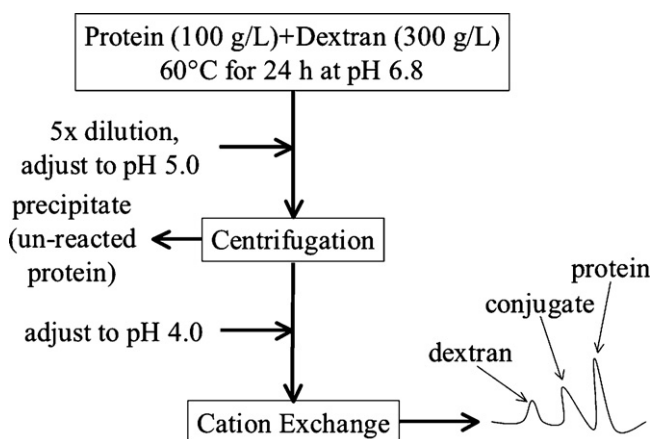 Protein (100 g/L)+Dextran (300 g/L)
60°C for 24 h at pH 6.8
5x dilution,
adjust to pH 5.0
precipitate
(un-reacted
protein)
Centrifugation
adjust to pH 4.0
protein
conjugate
dextran
Cation Exchange